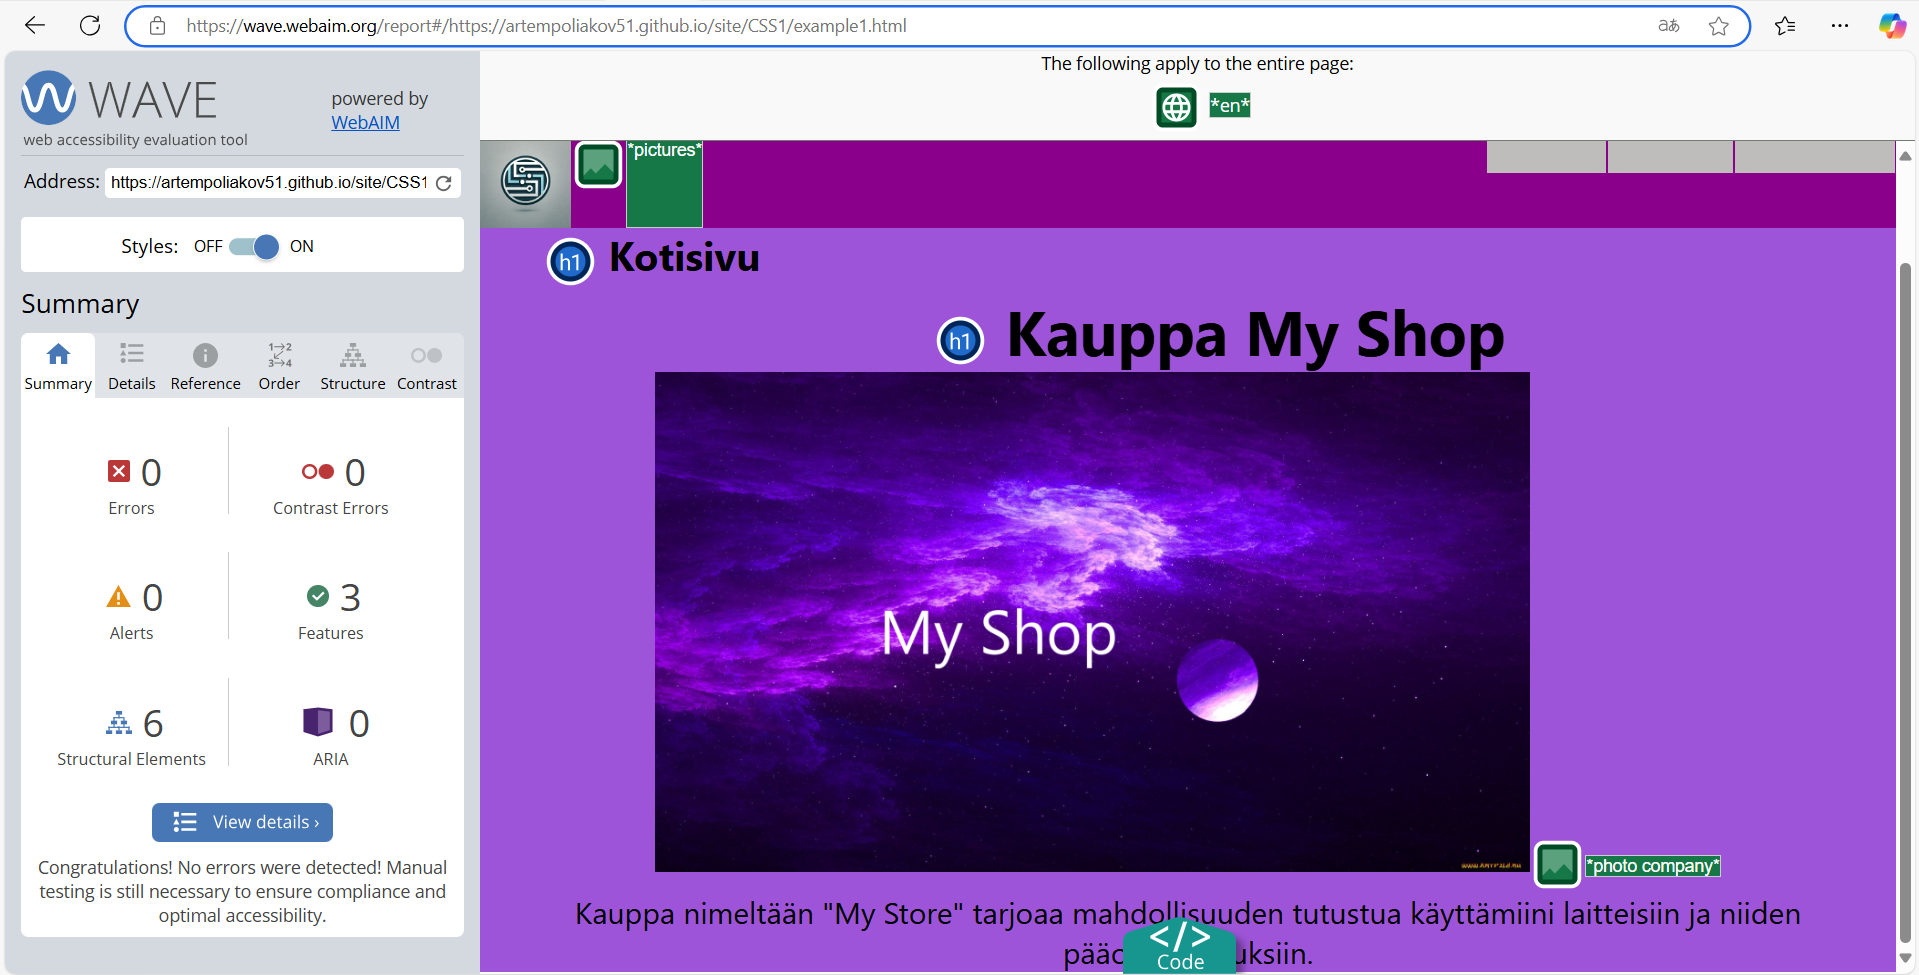 https://wave.webaim.org/report#/https://artempoliakov51.github.io/site/CSS1/example1.html
aあ
WAVE
web accessibility evaluation tool
powered by
WebAIM
Address: https://artempoliakov51.github.io/site/CSS1
Styles: OFF ON
Summary
Summary Details Reference Order Structure Contrast
0 Errors
0 Contrast Errors
0 Alerts
3 Features
6 Structural Elements
0 ARIA
View details ›
Congratulations! No errors were detected! Manual
testing is still necessary to ensure compliance and
optimal accessibility.
The following apply to the entire page:
*en*
*pictures*
h1 Kotisivu
h1 Kauppa My Shop
My Shop
*photo company*
Kauppa nimeltään "My Store" tarjoaa mahdollisuuden tutustua käyttämiini laitteisiin ja niiden
</> Code